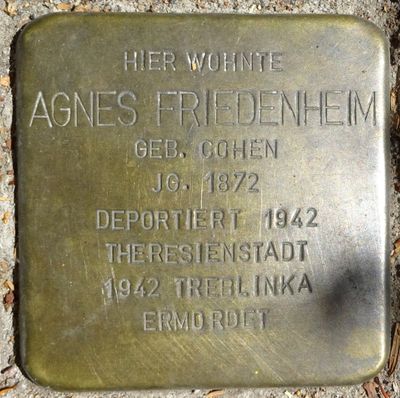 HIER WOHNTE
AGNES FRIEDENHEIM
GEB. COHEN
JG. 1872
DEPORTIERT 1942
THERESIENSTADT
1942 TREBLINKA
ERMORDET